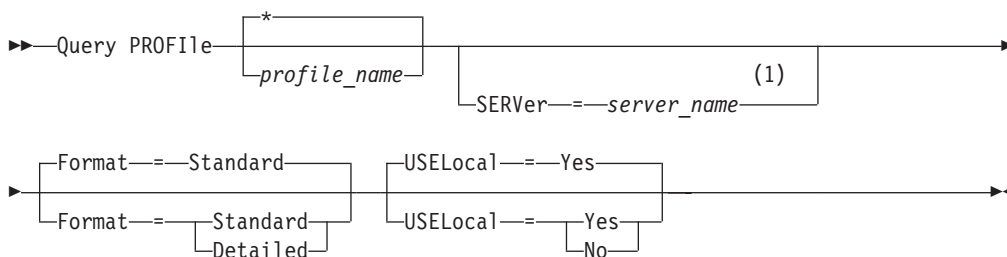 *
Query PROFIle
profile_name
(1)
SERVer = server_name
Format = Standard
USELocal = Yes
Format = Standard
USELocal = Yes
Detailed
No